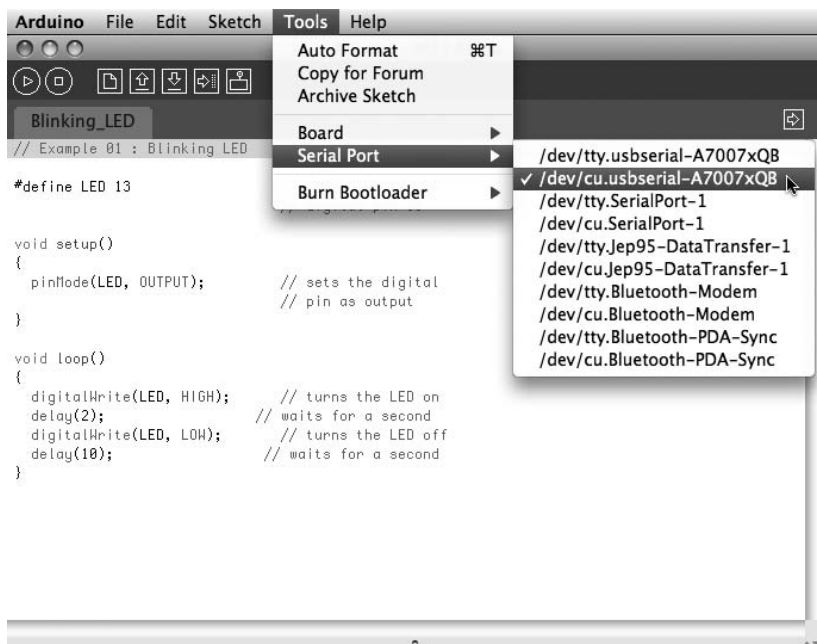 Arduino File Edit Sketch Tools Help
Auto Format ⌘T
Copy for Forum
Archive Sketch
Board
Serial Port
Burn Bootloader
/dev/tty.usbserial-A7007xQB
✓ /dev/cu.usbserial-A7007xQB
/dev/tty.SerialPort-1
/dev/cu.SerialPort-1
/dev/tty.Jep95-DataTransfer-1
/dev/cu.Jep95-DataTransfer-1
/dev/tty.Bluetooth-Modem
/dev/cu.Bluetooth-Modem
/dev/tty.Bluetooth-PDA-Sync
/dev/cu.Bluetooth-PDA-Sync
Blinking_LED
// Example 01 : Blinking LED
#define LED 13
void setup()
{
pinMode(LED, OUTPUT); // sets the digital
// pin as output
}
void loop()
{
digitalWrite(LED, HIGH); // turns the LED on
delay(2); // waits for a second
digitalWrite(LED, LOW); // turns the LED off
delay(10); // waits for a second
}